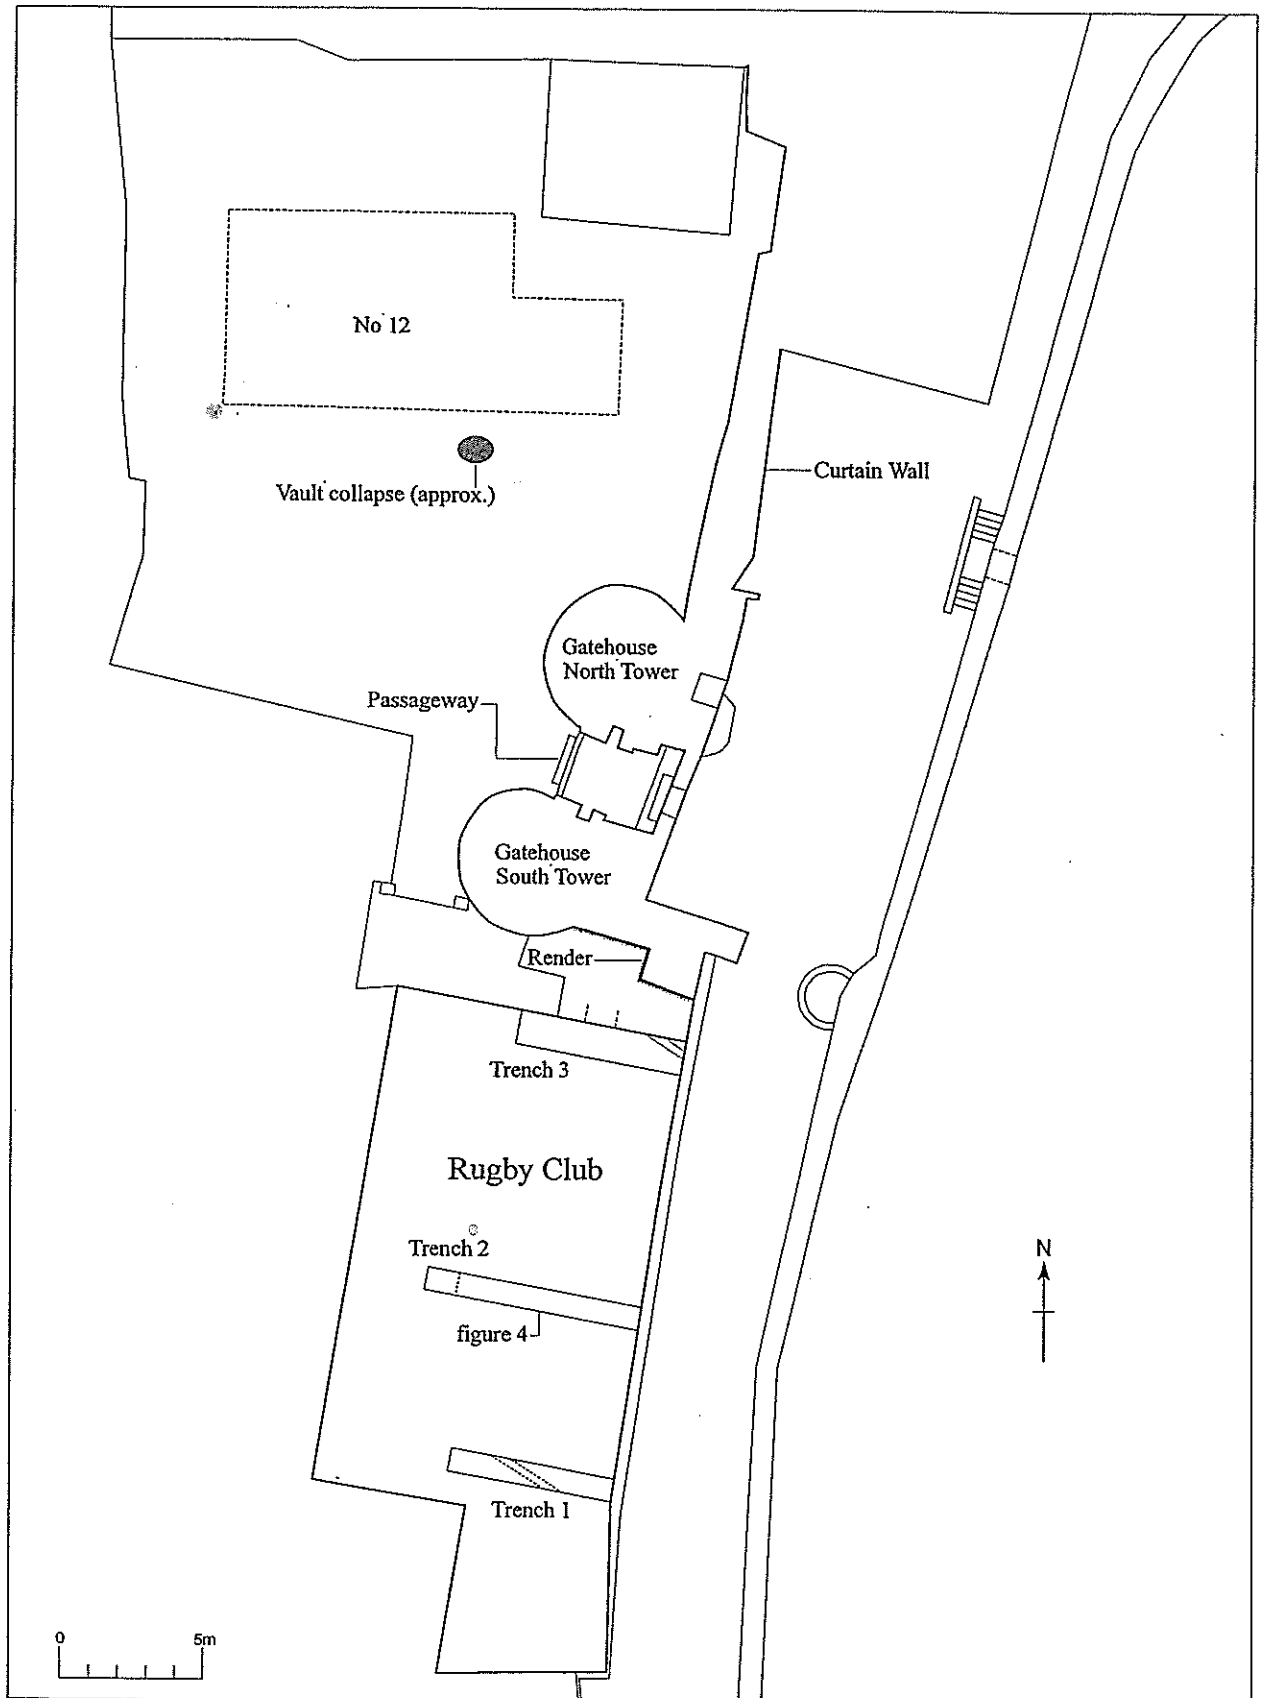 No 12
Vault collapse (approx.)
Curtain Wall
Gatehouse
North Tower
Passageway
Gatehouse
South Tower
Render
Trench 3
Rugby Club
Trench 2
figure 4
N
Trench 1
0
5m